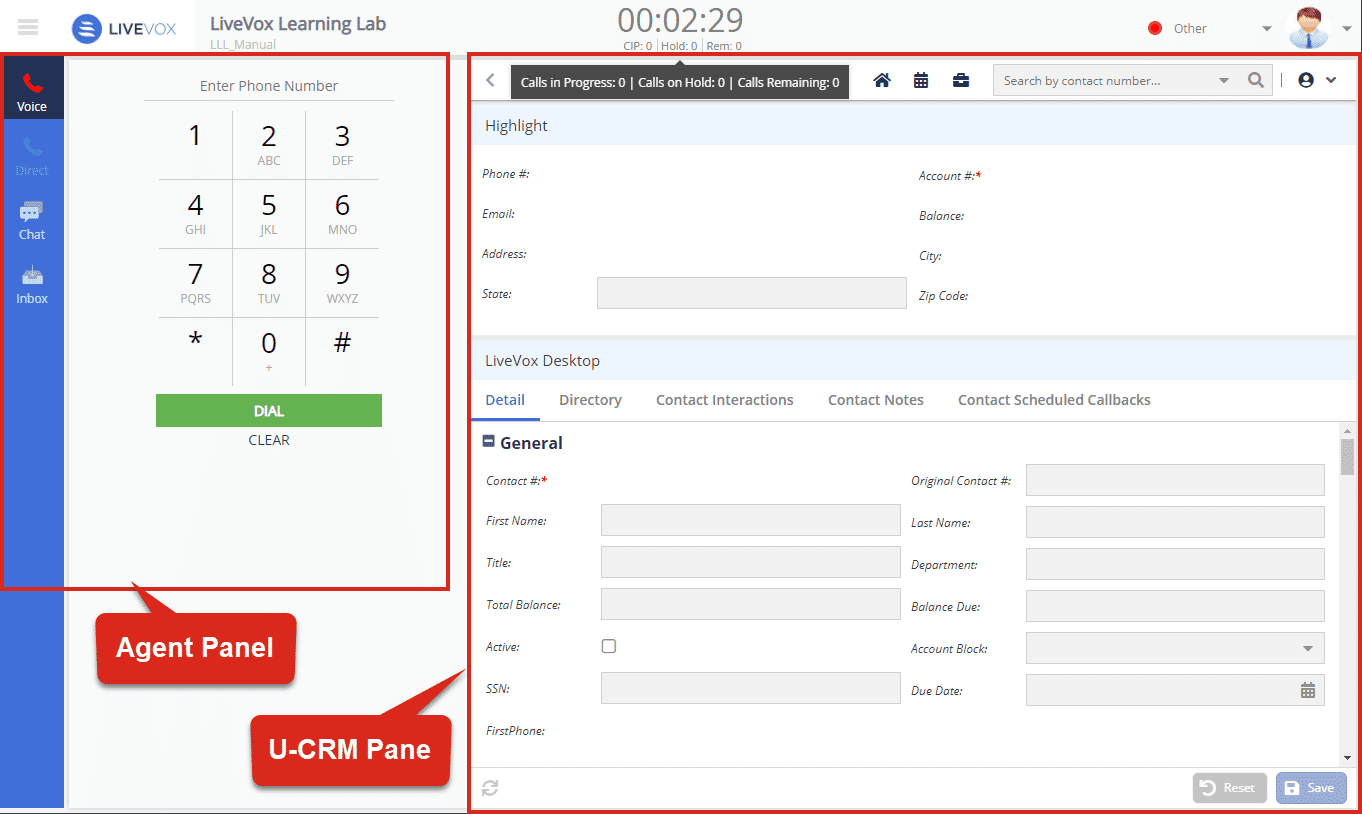 LIVEVOX
LiveVox Learning Lab
LLL_Manual
00:02:29
CIP: 0 | Hold: 0 | Rem: 0
Other
Voice
Direct
Chat
Inbox
Enter Phone Number
1
2
3
ABC
DEF
4
5
6
GHI
JKL
MNO
7
8
9
PQRS
TUV
WXYZ
*
0
#
+
DIAL
CLEAR
Agent Panel
U-CRM Pane
Calls in Progress: 0 | Calls on Hold: 0 | Calls Remaining: 0
Search by contact number...
Highlight
Phone #:
Account #:*
Email:
Balance:
Address:
City:
State:
Zip Code:
LiveVox Desktop
Detail
Directory
Contact Interactions
Contact Notes
Contact Scheduled Callbacks
General
Contact #:*
Original Contact #:
First Name:
Last Name:
Title:
Department:
Total Balance:
Balance Due:
Active:
Account Block:
SSN:
Due Date:
FirstPhone:
Reset
Save